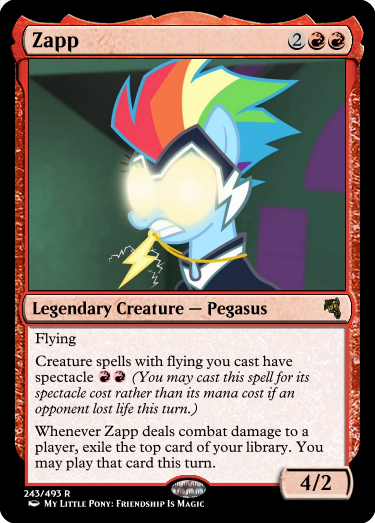 Zapp 2
Legendary Creature — Pegasus
Flying
Creature spells with flying you cast have
spectacle (You may cast this spell for its
spectacle cost rather than its mana cost if an
opponent lost life this turn.)
Whenever Zapp deals combat damage to a
player, exile the top card of your library. You
may play that card this turn.
4/2
243/493 R
My Little Pony: Friendship Is Magic